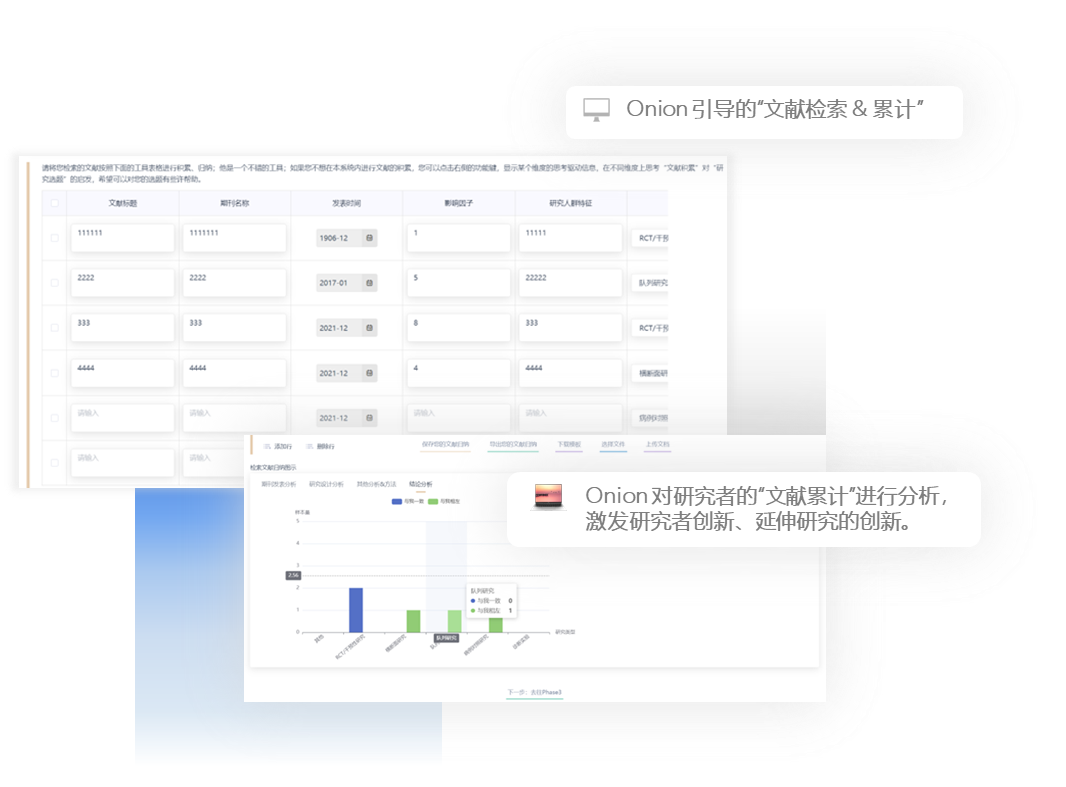 Onion 引导的“文献检索 & 累计”
请将您检索的文献按照下面的工具表格进行积累、归纳；他是一个不错的工具；如果您不想在本系统内进行文献的积累，您可以点击右侧的功能键，显示某个维度的思考驱动信息，在不同维度上思考“文献积累”对“研
究选题”的启发，希望可以对您的选题有些许帮助。
文献标题 期刊名称 发表时间 影响因子 研究人群特征
111111 1111111 1906-12 1 11111 RCT/干预
2222 2222 2017-01 5 22222 队列研究
333 333 2021-12 8 333 RCT/干预
4444 4444 2021-12 4 4444 横断面研
请输入 请输入 2021-12 请输入 请输入 病例对照
请输入 请输入
添加行 删除行 保存您的文献归纳 导出您的文献归纳 下载模板 选择文件 上传文档
检索文献归纳图示
期刊发表分析 研究设计分析 其他分析&方法 结论分析
与我一致 与我相左
Onion 对研究者的“文献累计”进行分析，
激发研究者创新、延伸研究的创新。
样本量
5
4
3
2.56
2
1
0
队列研究
与我一致 0
与我相左 1
其他 RCT/干预性研究 横断面研究 队列研究 病例对照研究 诊断实验 研究类型
下一步：去往Phase3